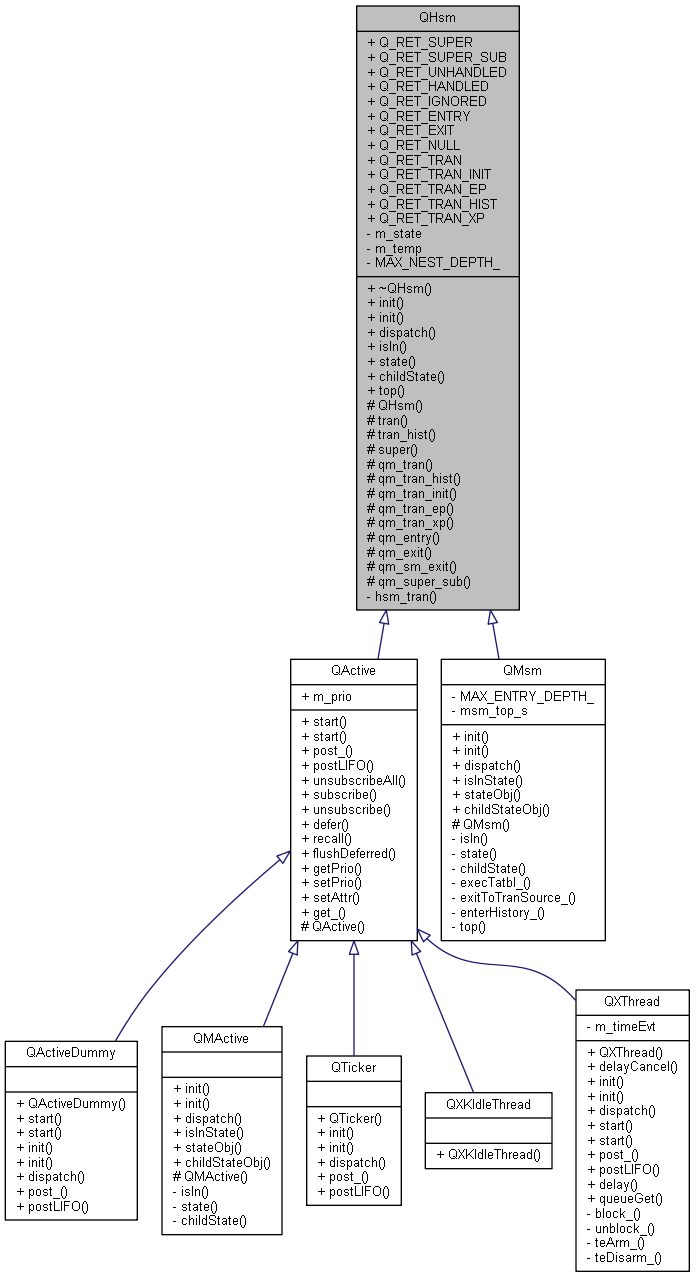 QHsm
+ Q_RET_SUPER
+ Q_RET_SUPER_SUB
+ Q_RET_UNHANDLED
+ Q_RET_HANDLED
+ Q_RET_IGNORED
+ Q_RET_ENTRY
+ Q_RET_EXIT
+ Q_RET_NULL
+ Q_RET_TRAN
+ Q_RET_TRAN_INIT
+ Q_RET_TRAN_EP
+ Q_RET_TRAN_HIST
+ Q_RET_TRAN_XP
- m_state
- m_temp
- MAX_NEST_DEPTH_
+ ~QHsm()
+ init()
+ init()
+ dispatch()
+ isIn()
+ state()
+ childState()
+ top()
# QHsm()
# tran()
# tran_hist()
# super()
# qm_tran()
# qm_tran_hist()
# qm_tran_init()
# qm_tran_ep()
# qm_tran_xp()
# qm_entry()
# qm_exit()
# qm_sm_exit()
# qm_super_sub()
- hsm_tran()
QActive
+ m_prio
+ start()
+ start()
+ post_()
+ postLIFO()
+ unsubscribeAll()
+ subscribe()
+ unsubscribe()
+ defer()
+ recall()
+ flushDeferred()
+ getPrio()
+ setPrio()
+ setAttr()
+ get_()
# QActive()
QMsm
- MAX_ENTRY_DEPTH_
- msm_top_s
+ init()
+ init()
+ dispatch()
+ isInState()
+ stateObj()
+ childStateObj()
# QMsm()
- isIn()
- state()
- childState()
- execTatbl_()
- exitToTranSource_()
- enterHistory_()
- top()
QActiveDummy
+ QActiveDummy()
+ start()
+ start()
+ init()
+ init()
+ dispatch()
+ post_()
+ postLIFO()
QMActive
+ init()
+ init()
+ dispatch()
+ isInState()
+ stateObj()
+ childStateObj()
# QMActive()
- isIn()
- state()
- childState()
QTicker
+ QTicker()
+ init()
+ init()
+ dispatch()
+ post_()
+ postLIFO()
QXKIdleThread
+ QXKIdleThread()
QXThread
- m_timeEvt
+ QXThread()
+ delayCancel()
+ init()
+ init()
+ dispatch()
+ start()
+ start()
+ post_()
+ postLIFO()
+ delay()
+ queueGet()
- block_()
- unblock_()
- teArm_()
- teDisarm_()